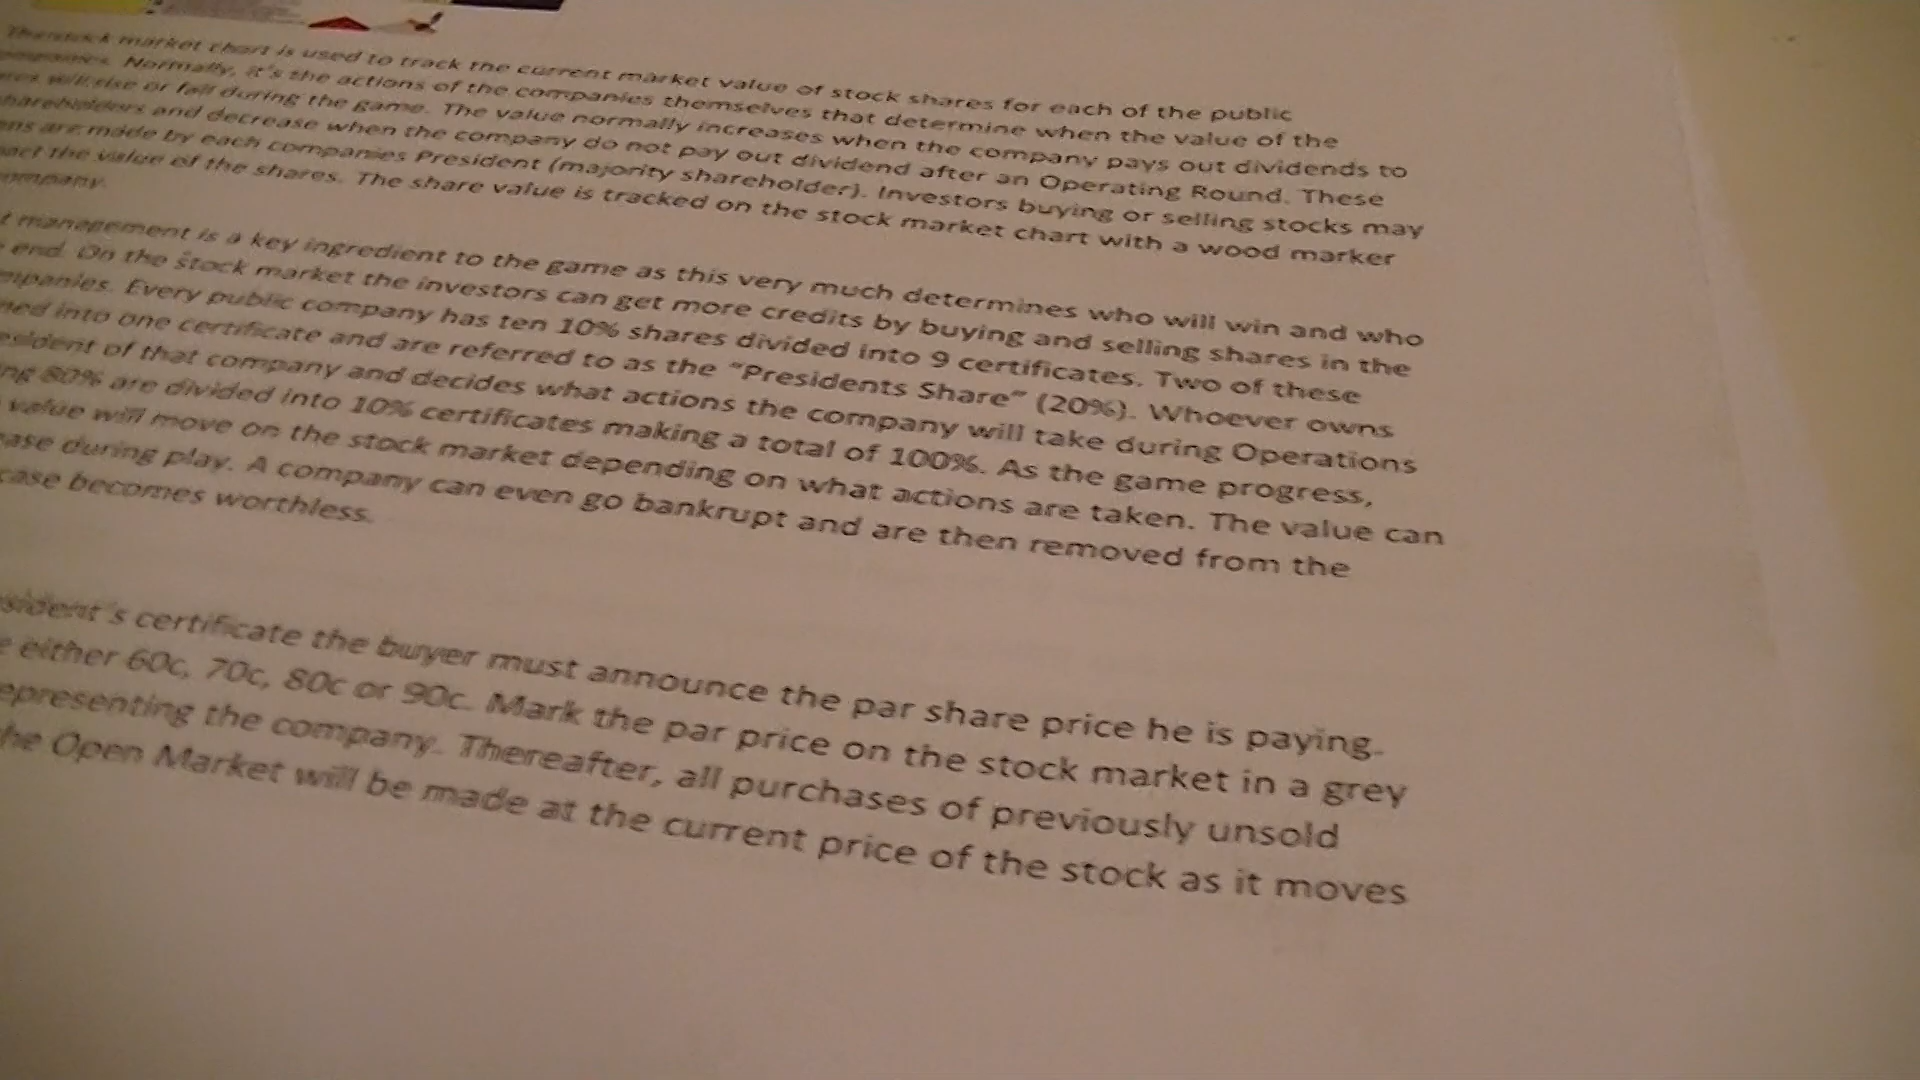 The stock market chart is used to track the current market value of stock shares for each of the public
companies. Normally, it's the actions of the companies themselves that determine when the value of the
will rise or fall during the game. The value normally increases when the company pays out dividends to
shareholders and decrease when the company do not pay out dividend after an Operating Round. These
are made by each companies President (majority shareholder). Investors buying or selling stocks may
the value of the shares. The share value is tracked on the stock market chart with a wood marker
company.
management is a key ingredient to the game as this very much determines who will win and who
end. On the stock market the investors can get more credits by buying and selling shares in the
Every public company has ten 10% shares divided into 9 certificates. Two of these
into one certificate and are referred to as the "Presidents Share" (20%). Whoever owns
of that company and decides what actions the company will take during Operations
80% are divided into 10% certificates making a total of 100%. As the game progress,
value will move on the stock market depending on what actions are taken. The value can
during play. A company can even go bankrupt and are then removed from the
case becomes worthless.
certificate the buyer must announce the par share price he is paying.
either 60c, 70c, 80c or 90c. Mark the par price on the stock market in a grey
representing the company. Thereafter, all purchases of previously unsold
the Open Market will be made at the current price of the stock as it moves